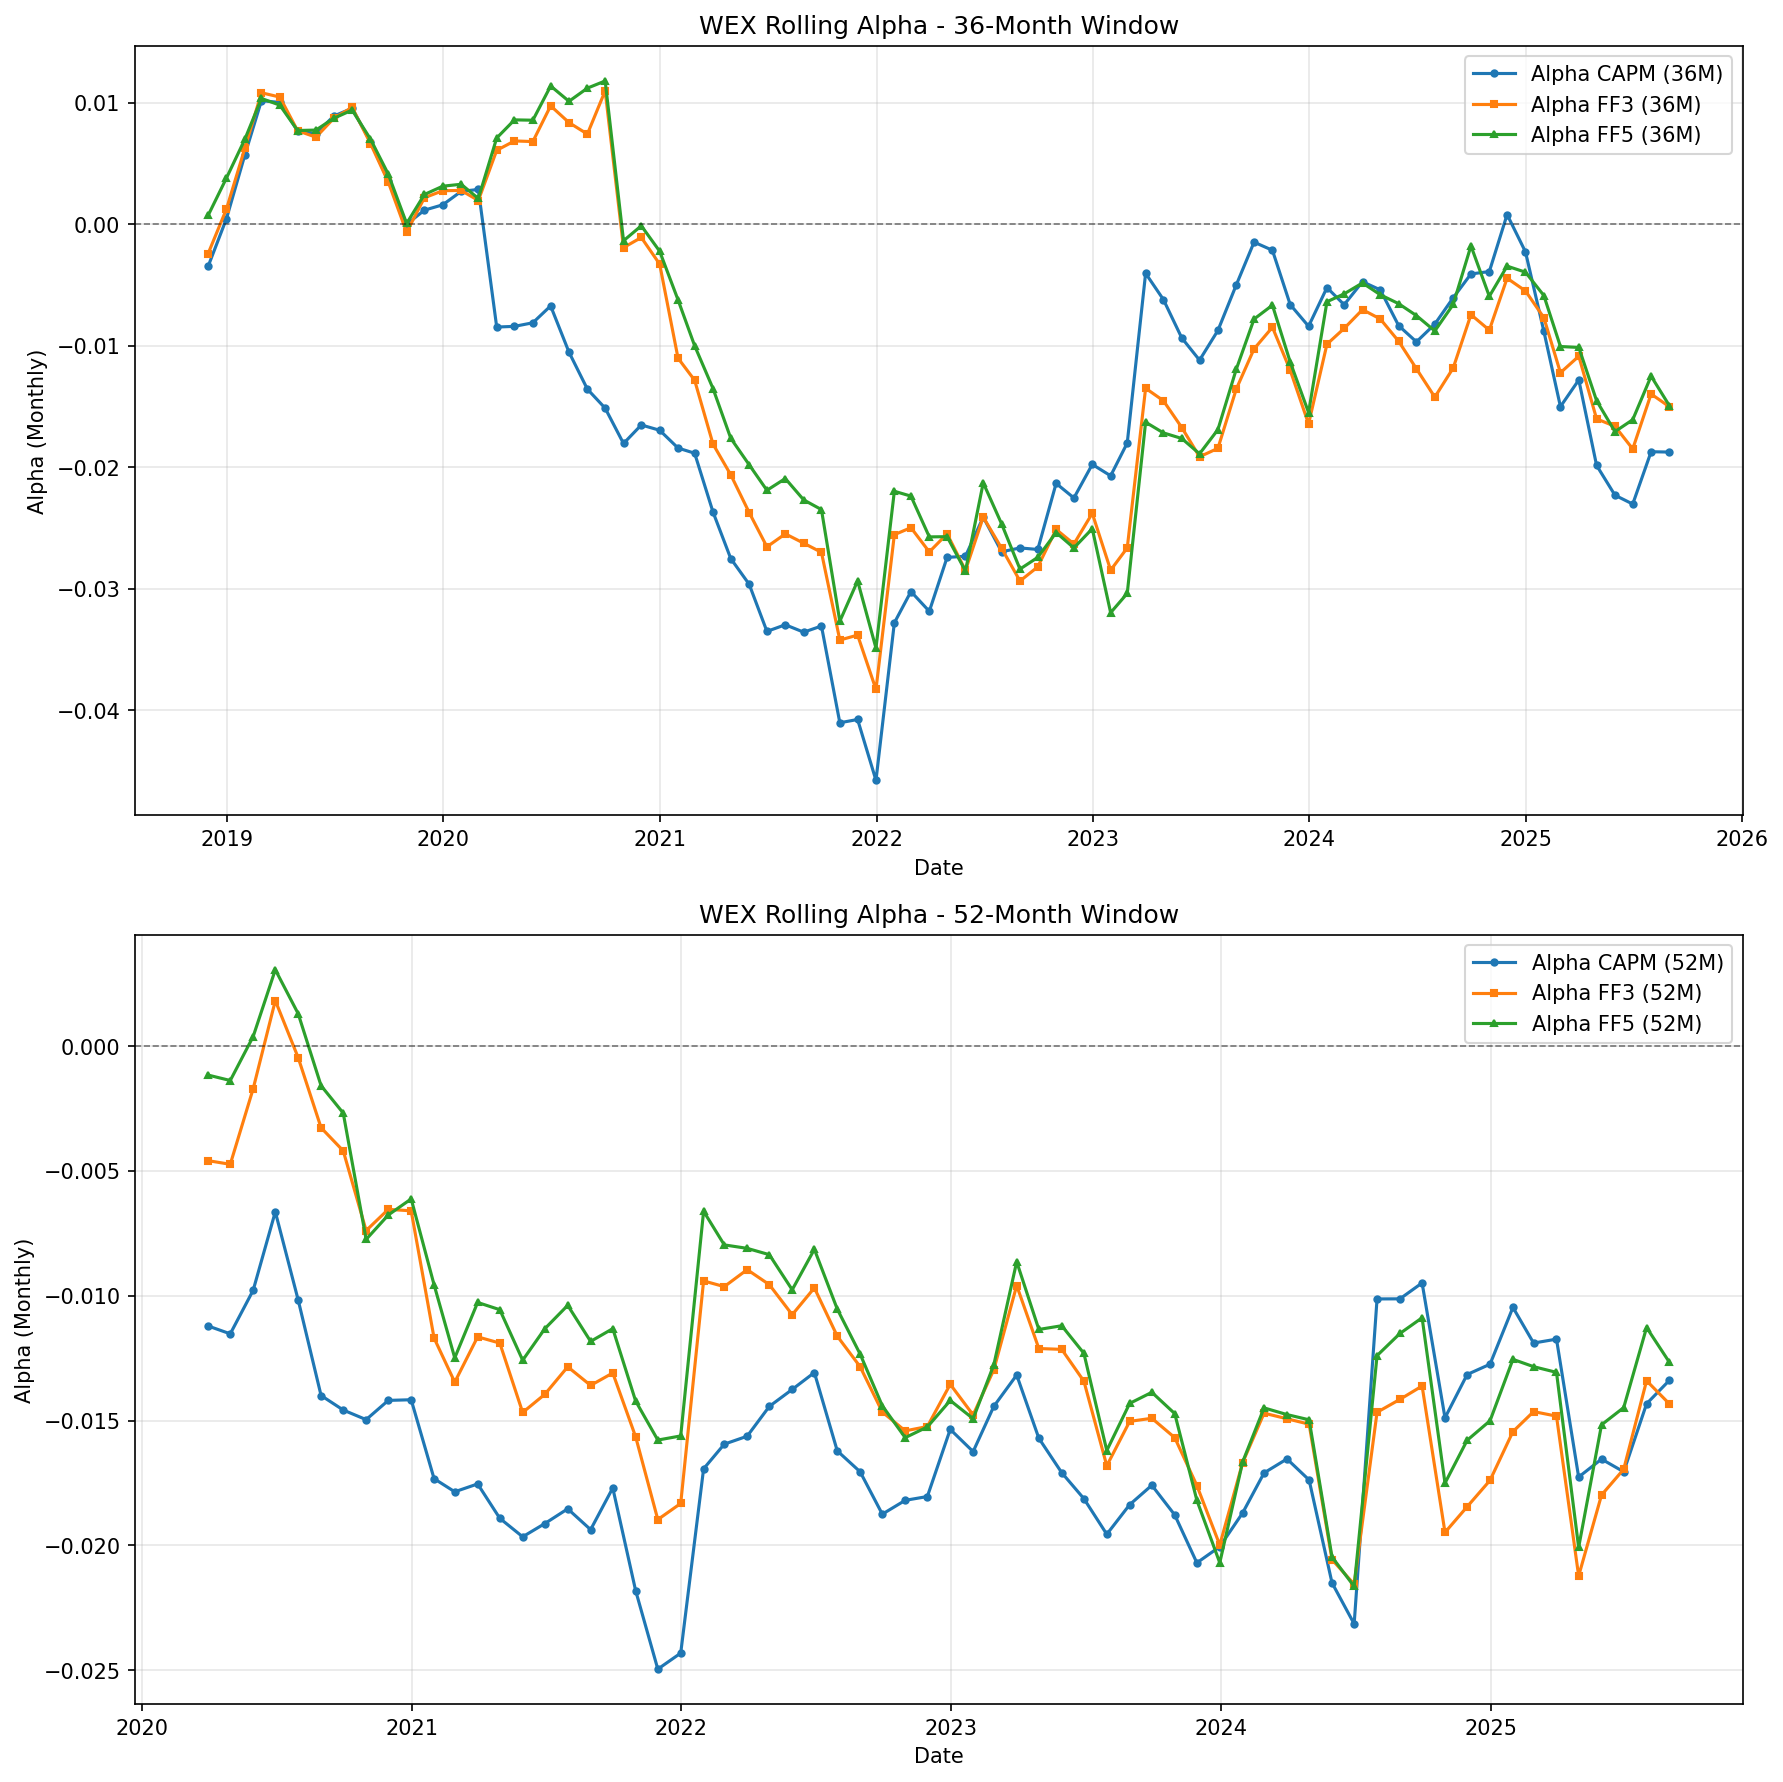 WEX Rolling Alpha - 36-Month Window
Alpha CAPM (36M)
Alpha FF3 (36M)
Alpha FF5 (36M)
Alpha (Monthly)
0.01
0.00
−0.01
−0.02
−0.03
−0.04
2019 2020 2021 2022 2023 2024 2025 2026
Date
WEX Rolling Alpha - 52-Month Window
Alpha CAPM (52M)
Alpha FF3 (52M)
Alpha FF5 (52M)
Alpha (Monthly)
0.000
−0.005
−0.010
−0.015
−0.020
−0.025
2020 2021 2022 2023 2024 2025
Date